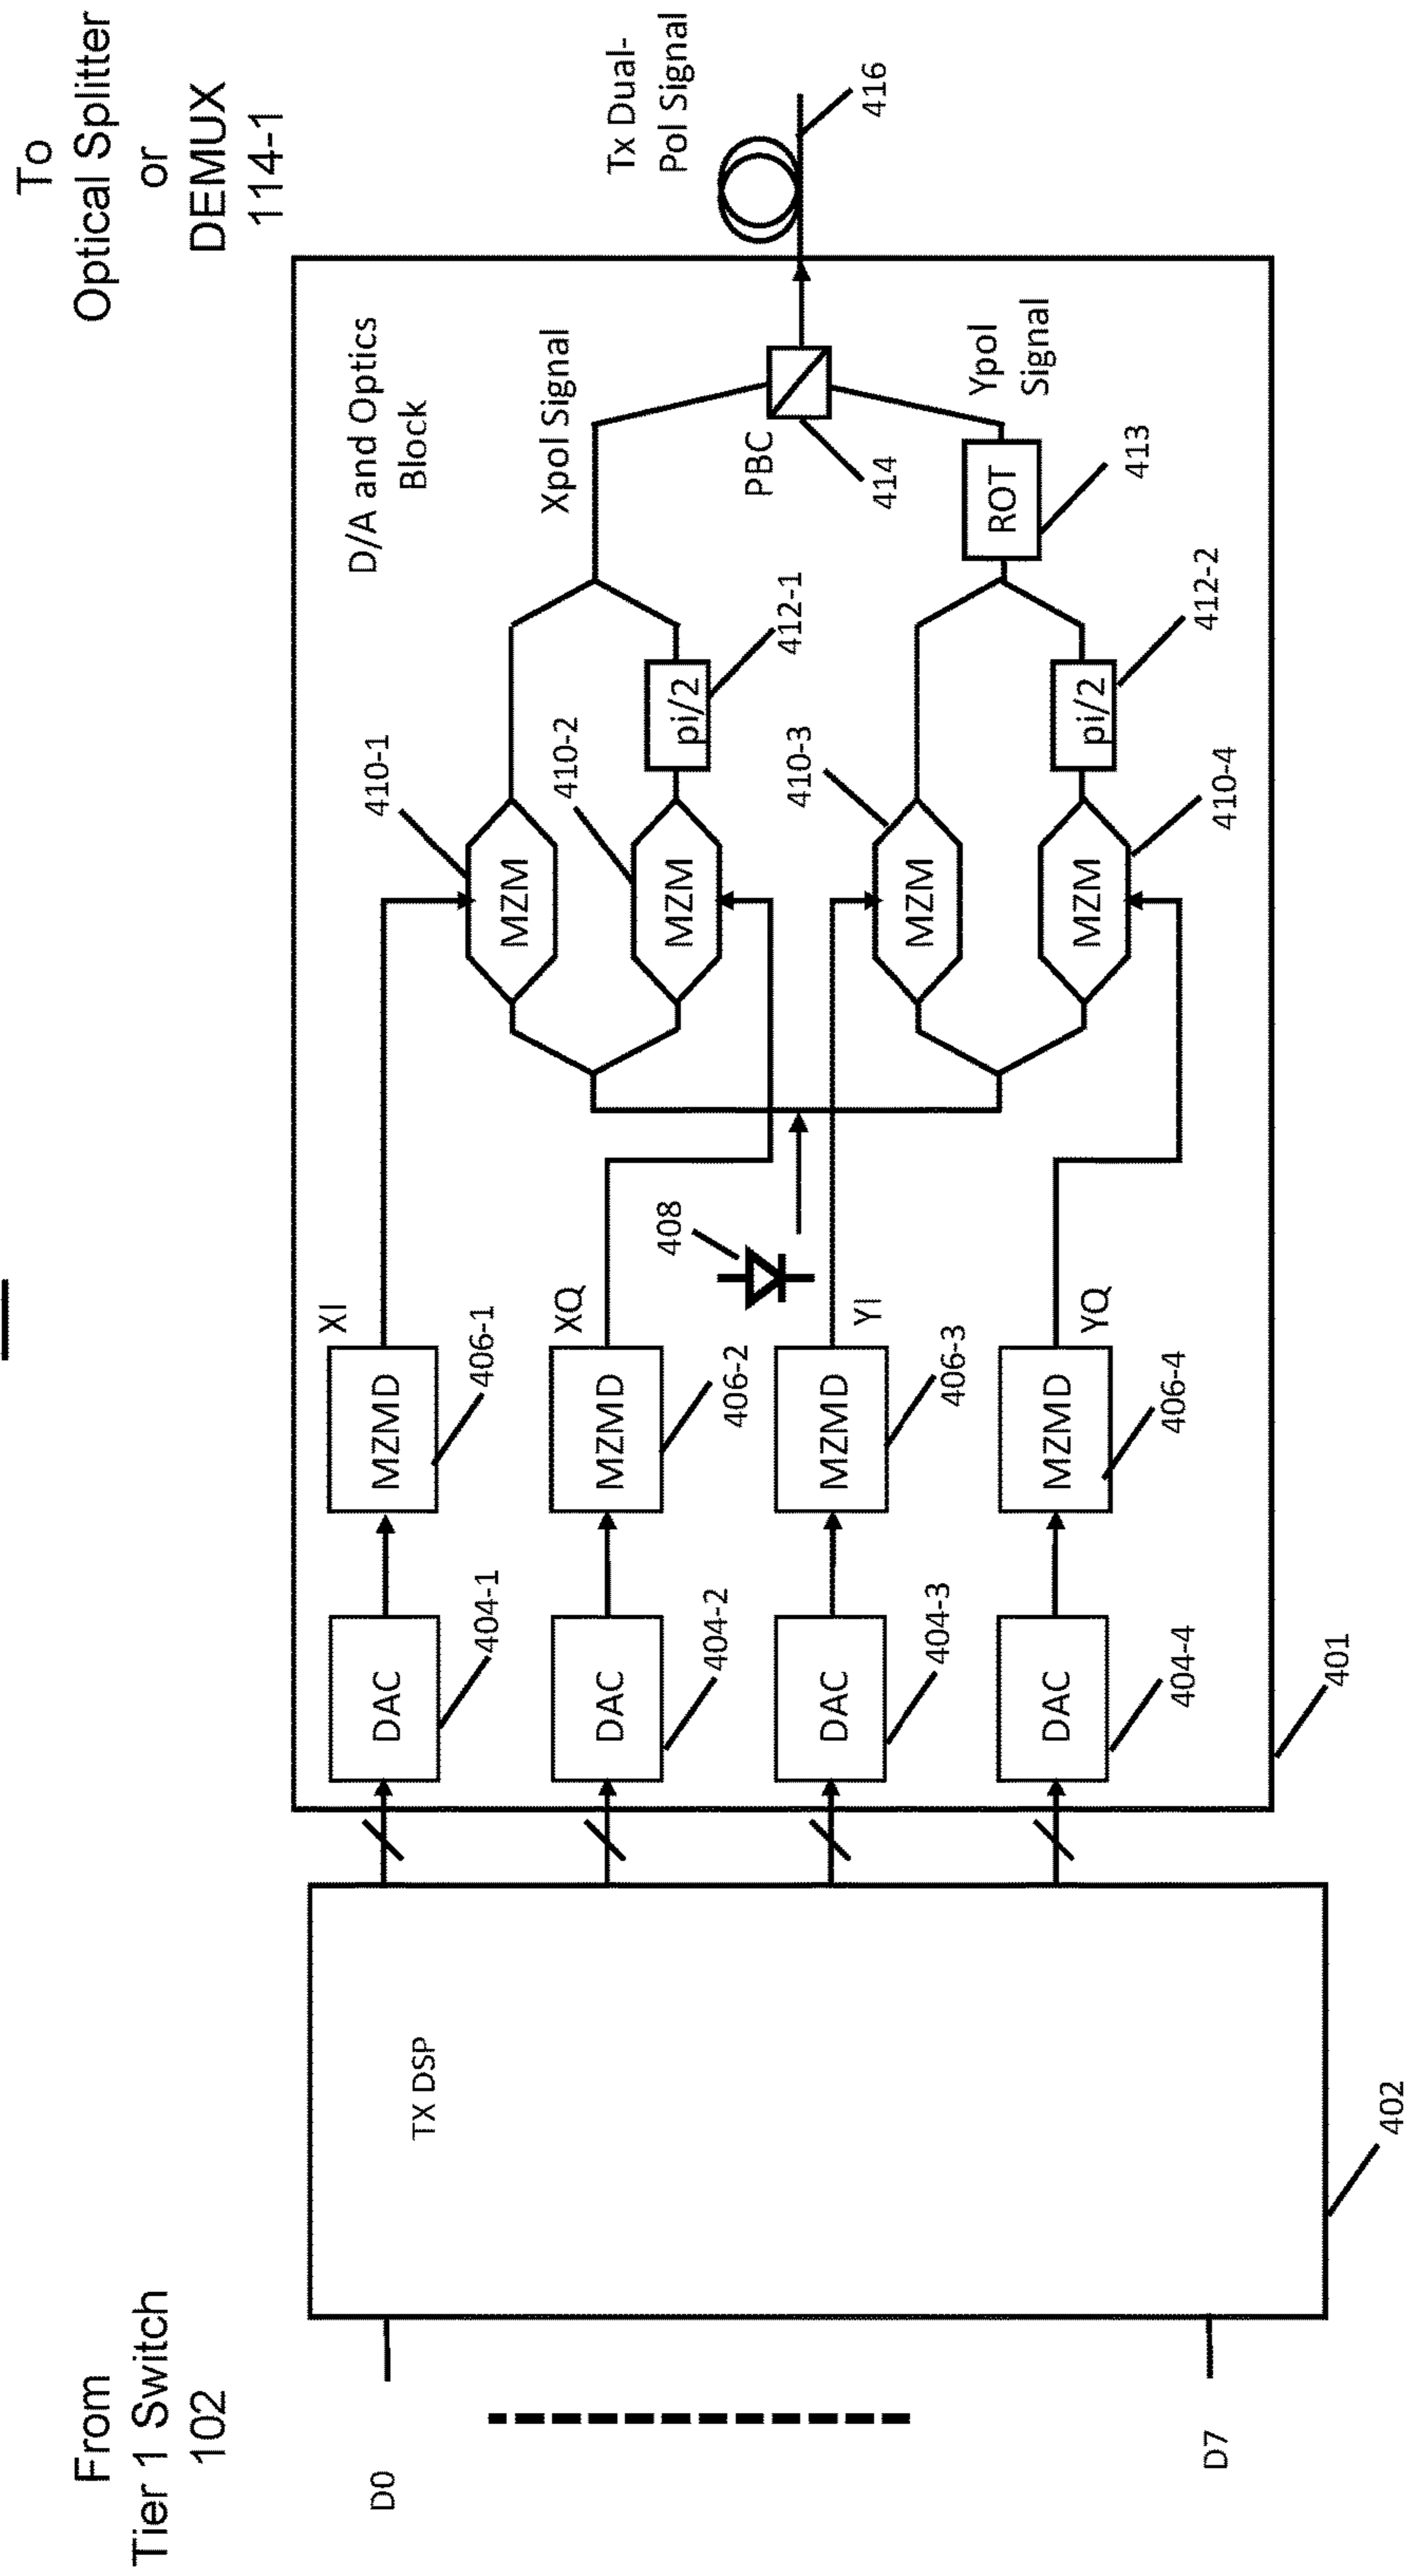 From
Tier 1 Switch
102
To
Optical Splitter
or
DEMUX
114-1
D0
D7
TX DSP
402
D/A and Optics
Block
401
DAC
404-1
MZMD
406-1
XI
DAC
404-2
MZMD
406-2
XQ
408
DAC
404-3
MZMD
406-3
YI
DAC
404-4
MZMD
406-4
YQ
MZM
410-1
MZM
410-2
pi/2
412-1
Xpol Signal
MZM
410-3
MZM
410-4
pi/2
412-2
ROT
413
Ypol
Signal
PBC
414
Tx Dual-
Pol Signal
416